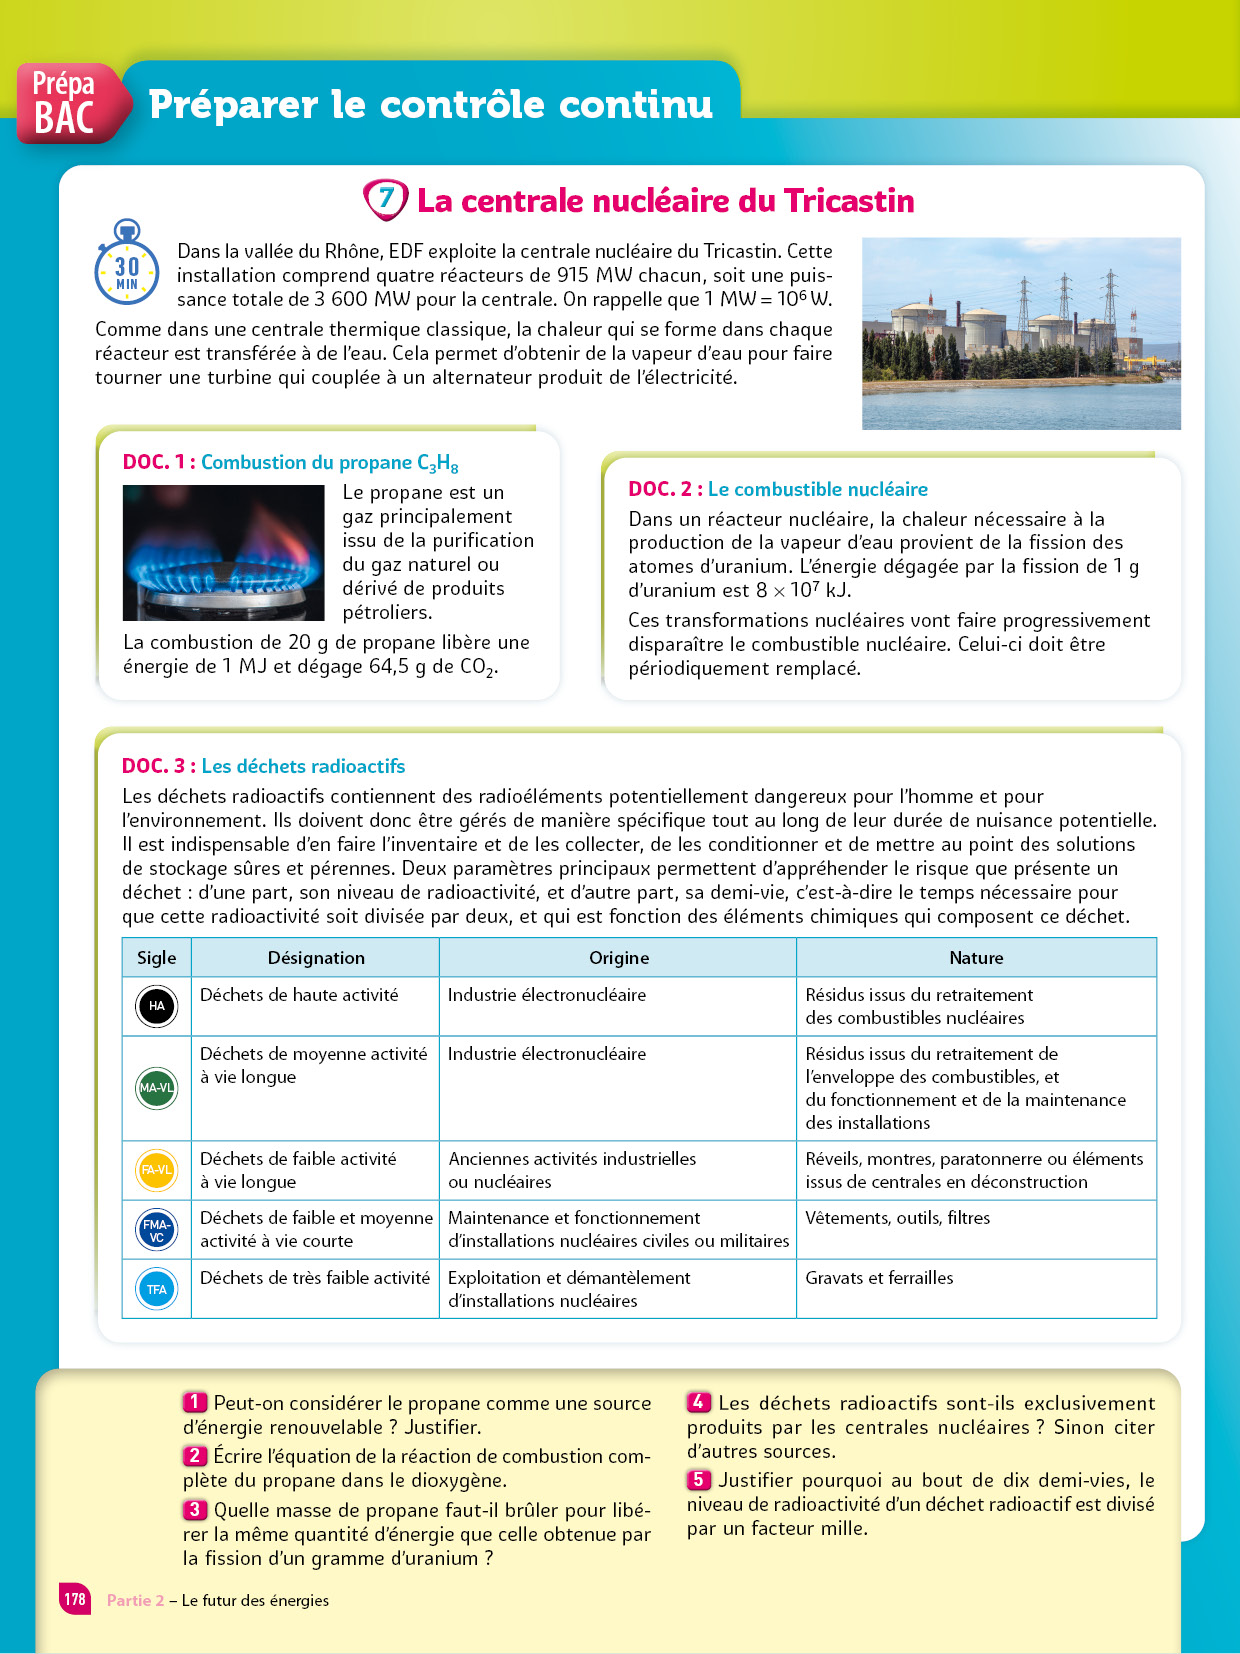 Prépa
BAC
Préparer le contrôle continu
7 La centrale nucléaire du Tricastin
30
MIN
Dans la vallée du Rhône, EDF exploite la centrale nucléaire du Tricastin. Cette
installation comprend quatre réacteurs de 915 MW chacun, soit une puis-
sance totale de 3 600 MW pour la centrale. On rappelle que 1 MW = 10⁶ W.
Comme dans une centrale thermique classique, la chaleur qui se forme dans chaque
réacteur est transférée à de l’eau. Cela permet d’obtenir de la vapeur d’eau pour faire
tourner une turbine qui couplée à un alternateur produit de l’électricité.
DOC. 1 : Combustion du propane C₃H₈
Le propane est un
gaz principalement
issu de la purification
du gaz naturel ou
dérivé de produits
pétroliers.
La combustion de 20 g de propane libère une
énergie de 1 MJ et dégage 64,5 g de CO₂.
DOC. 2 : Le combustible nucléaire
Dans un réacteur nucléaire, la chaleur nécessaire à la
production de la vapeur d’eau provient de la fission des
atomes d’uranium. L’énergie dégagée par la fission de 1 g
d’uranium est 8 × 10⁷ kJ.
Ces transformations nucléaires vont faire progressivement
disparaître le combustible nucléaire. Celui-ci doit être
périodiquement remplacé.
DOC. 3 : Les déchets radioactifs
Les déchets radioactifs contiennent des radioéléments potentiellement dangereux pour l’homme et pour
l’environnement. Ils doivent donc être gérés de manière spécifique tout au long de leur durée de nuisance potentielle.
Il est indispensable d’en faire l’inventaire et de les collecter, de les conditionner et de mettre au point des solutions
de stockage sûres et pérennes. Deux paramètres principaux permettent d’appréhender le risque que présente un
déchet : d’une part, son niveau de radioactivité, et d’autre part, sa demi-vie, c’est-à-dire le temps nécessaire pour
que cette radioactivité soit divisée par deux, et qui est fonction des éléments chimiques qui composent ce déchet.
Sigle Désignation Origine Nature
HA Déchets de haute activité Industrie électronucléaire Résidus issus du retraitement
des combustibles nucléaires
MA-VL Déchets de moyenne activité Industrie électronucléaire Résidus issus du retraitement de
à vie longue l’enveloppe des combustibles, et
du fonctionnement et de la maintenance
des installations
FA-VL Déchets de faible activité Anciennes activités industrielles Réveils, montres, paratonnerre ou éléments
à vie longue ou nucléaires issus de centrales en déconstruction
FMA-
VC Déchets de faible et moyenne Maintenance et fonctionnement Vêtements, outils, filtres
activité à vie courte d’installations nucléaires civiles ou militaires
TFA Déchets de très faible activité Exploitation et démantèlement Gravats et ferrailles
d’installations nucléaires
1 Peut-on considérer le propane comme une source
d’énergie renouvelable ? Justifier.
2 Écrire l’équation de la réaction de combustion com-
plète du propane dans le dioxygène.
3 Quelle masse de propane faut-il brûler pour libé-
rer la même quantité d’énergie que celle obtenue par
la fission d’un gramme d’uranium ?
4 Les déchets radioactifs sont-ils exclusivement
produits par les centrales nucléaires ? Sinon citer
d’autres sources.
5 Justifier pourquoi au bout de dix demi-vies, le
niveau de radioactivité d’un déchet radioactif est divisé
par un facteur mille.
178 Partie 2 – Le futur des énergies